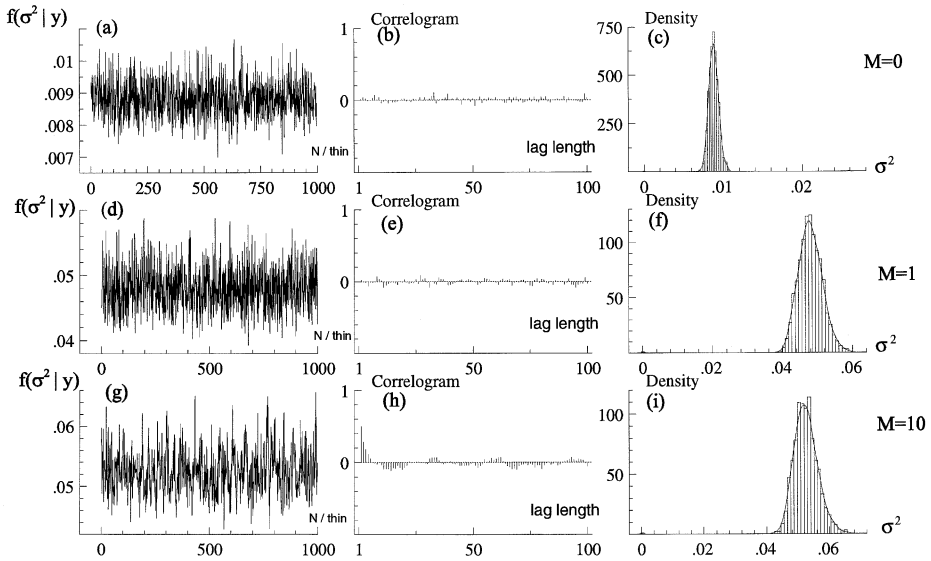 f(σ² | y)
(a)
.01
.009
.008
.007
N / thin
0 250 500 750 1000
Correlogram
(b)
1
0
lag length
1 50 100
Density
(c)
750
500
250
M=0
σ²
0 .01 .02
f(σ² | y)
(d)
.05
.04
N / thin
0 500 1000
Correlogram
(e)
1
0
lag length
1 50 100
Density
(f)
100
50
M=1
σ²
0 .02 .04 .06
f(σ² | y)
(g)
.06
.05
N / thin
0 500 1000
Correlogram
(h)
1
0
lag length
1 50 100
Density
(i)
100
50
M=10
σ²
0 .02 .04 .06